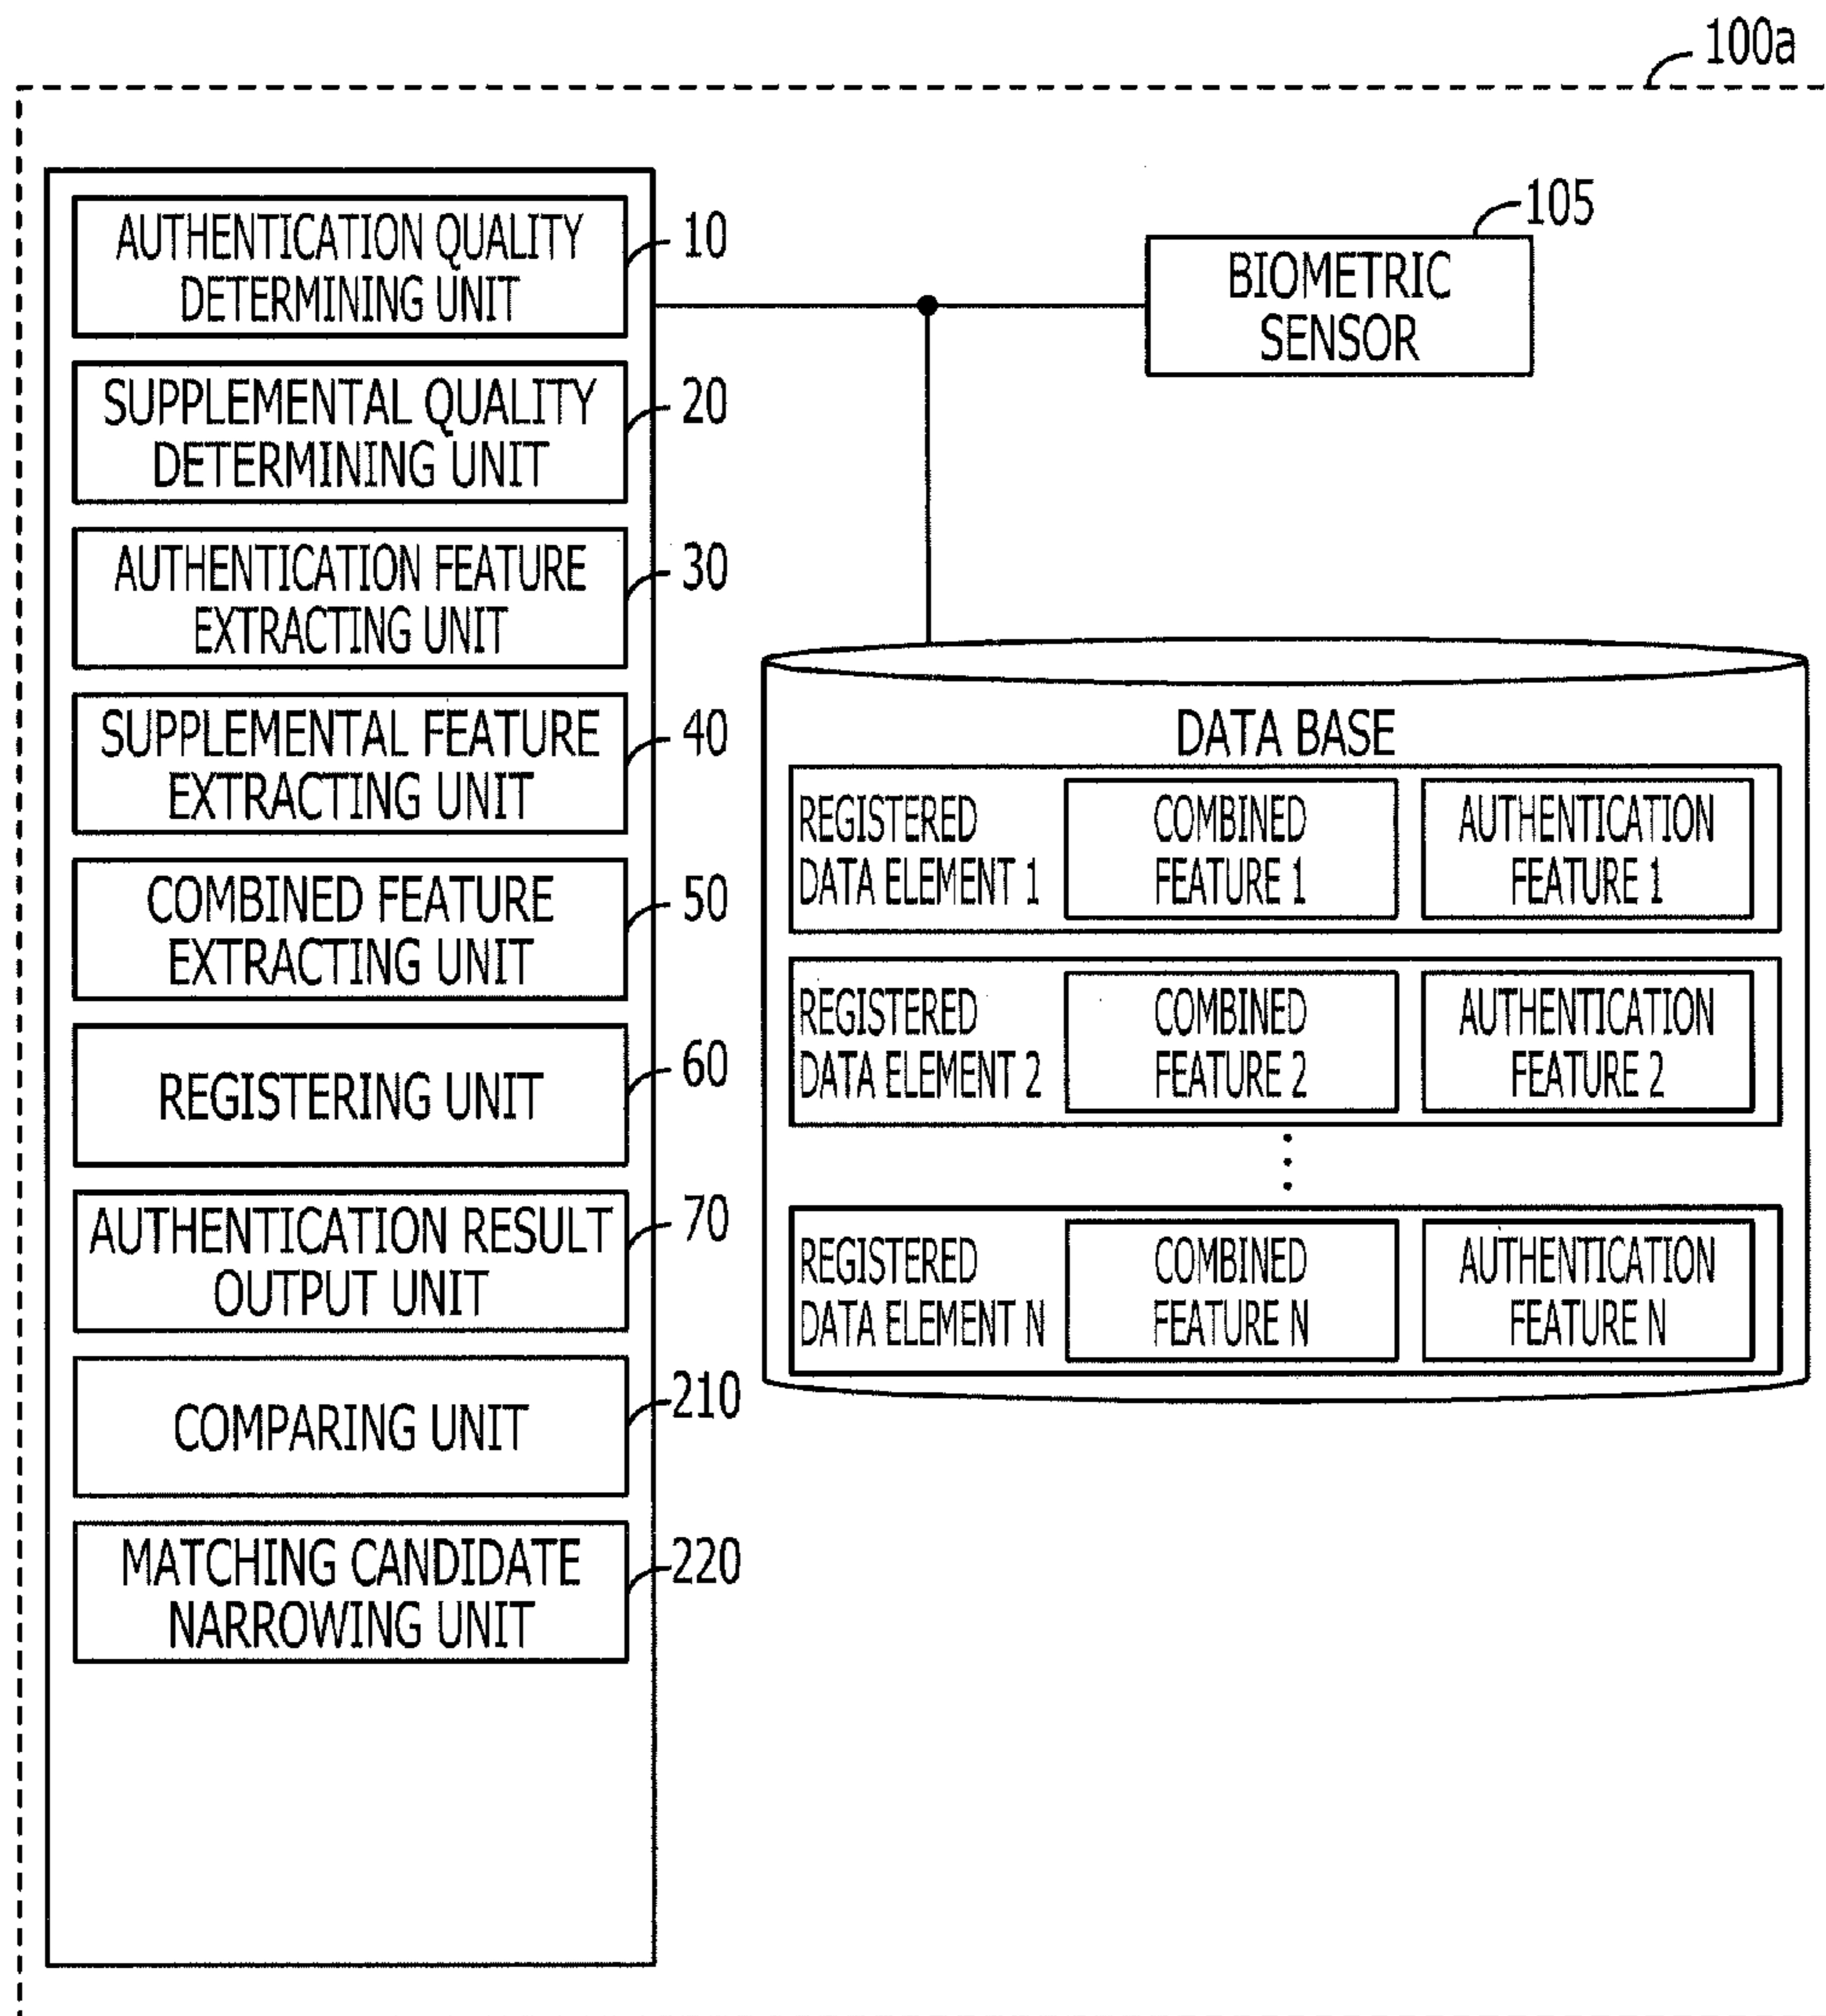 100a
AUTHENTICATION QUALITY
DETERMINING UNIT
10
SUPPLEMENTAL QUALITY
DETERMINING UNIT
20
AUTHENTICATION FEATURE
EXTRACTING UNIT
30
SUPPLEMENTAL FEATURE
EXTRACTING UNIT
40
COMBINED FEATURE
EXTRACTING UNIT
50
REGISTERING UNIT
60
AUTHENTICATION RESULT
OUTPUT UNIT
70
COMPARING UNIT
210
MATCHING CANDIDATE
NARROWING UNIT
220
105
BIOMETRIC
SENSOR
DATA BASE
REGISTERED
DATA ELEMENT 1
COMBINED
FEATURE 1
AUTHENTICATION
FEATURE 1
REGISTERED
DATA ELEMENT 2
COMBINED
FEATURE 2
AUTHENTICATION
FEATURE 2
REGISTERED
DATA ELEMENT N
COMBINED
FEATURE N
AUTHENTICATION
FEATURE N